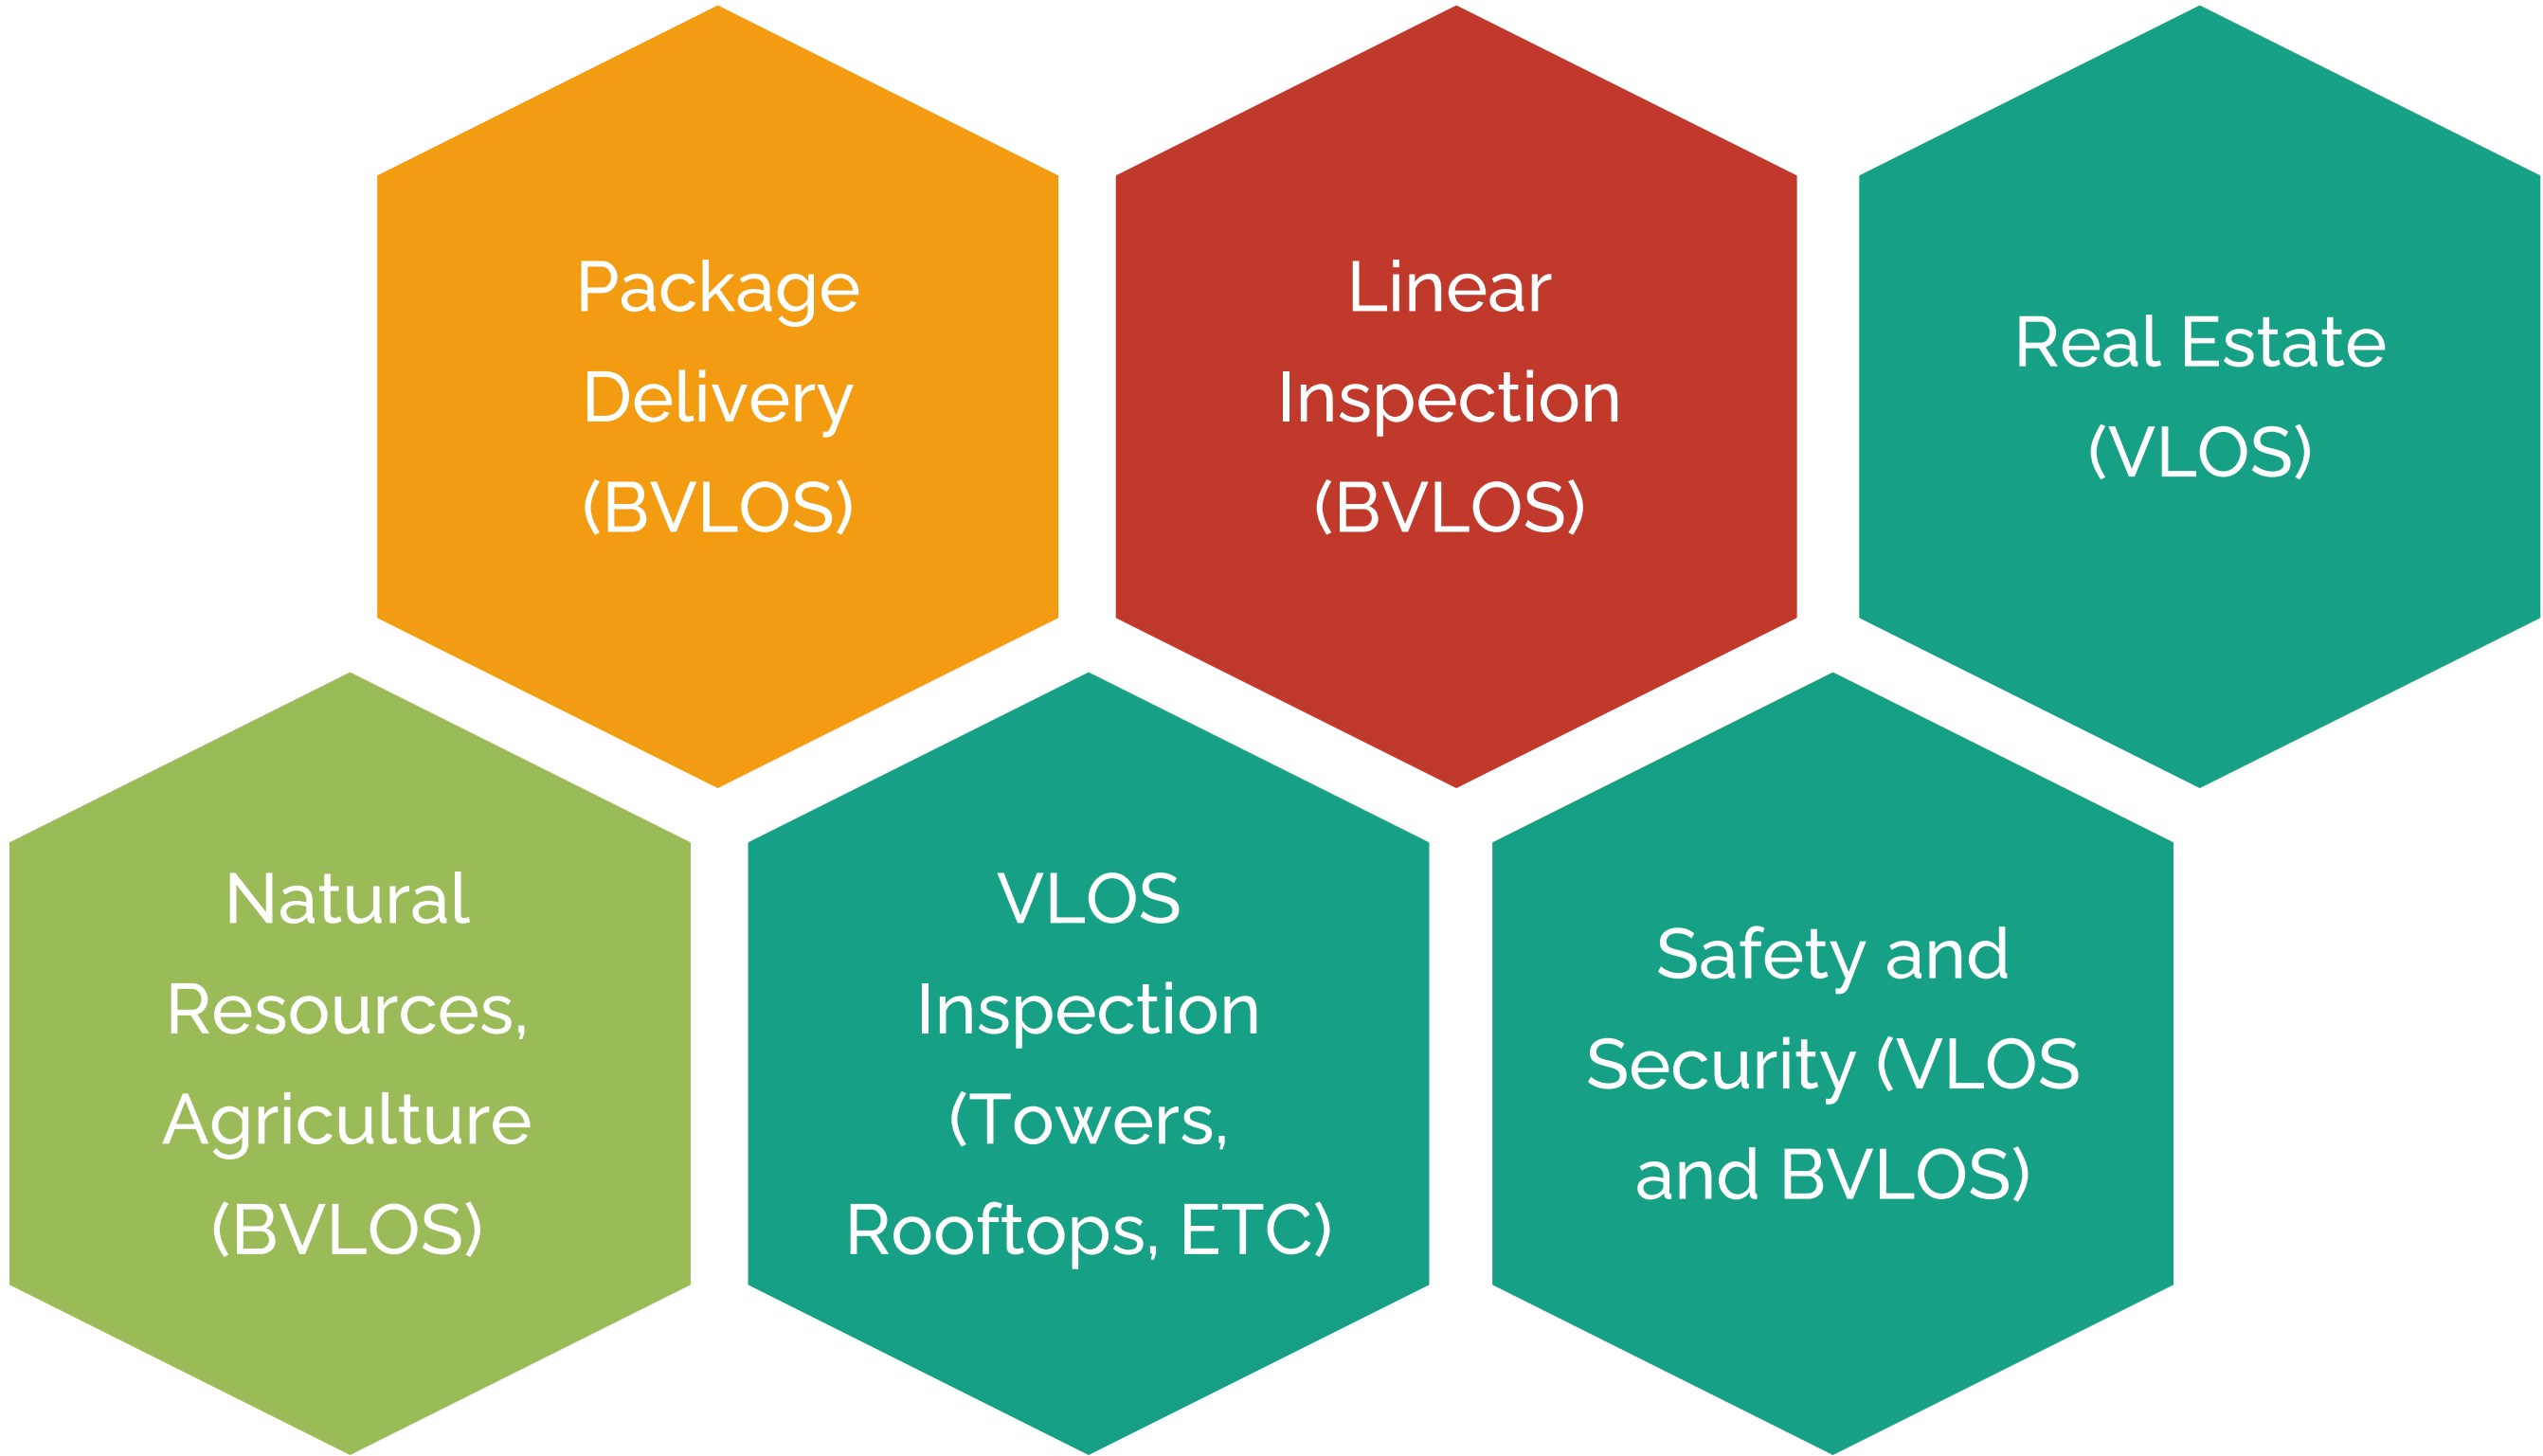 Package
Delivery
(BVLOS)
Linear
Inspection
(BVLOS)
Real Estate
(VLOS)
Natural
Resources,
Agriculture
(BVLOS)
VLOS
Inspection
(Towers,
Rooftops, ETC)
Safety and
Security (VLOS
and BVLOS)